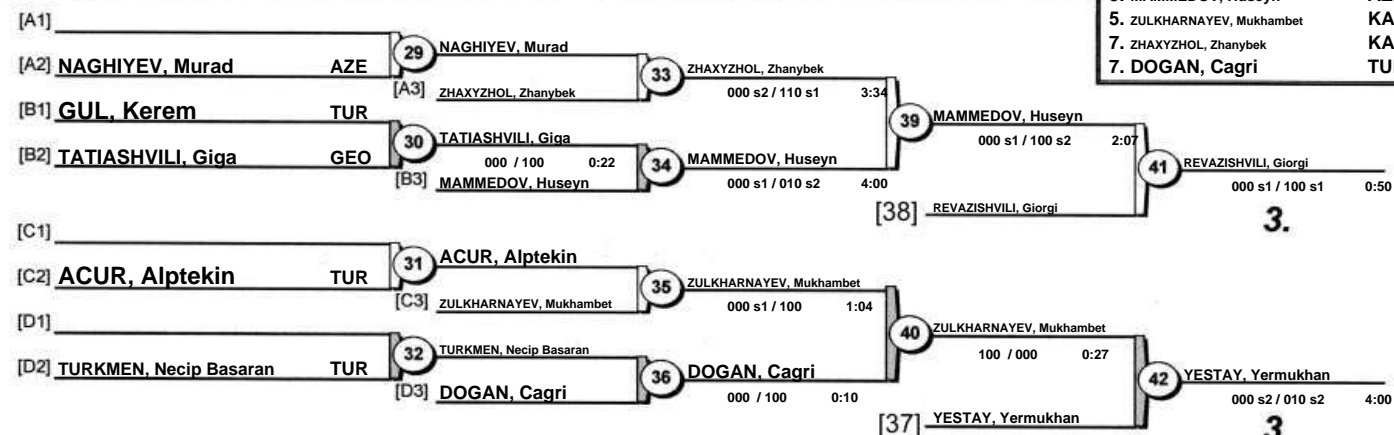 5. ZULKHARNAYEV, Mukhambet KA
7. ZHAXYZHOL, Zhanybek KA
7. DOGAN, Cagri TU
[A1]
[A2] NAGHIYEV, Murad AZE
29 NAGHIYEV, Murad
[A3] ZHAXYZHOL, Zhanybek
33 ZHAXYZHOL, Zhanybek
000 s2 / 110 s1 3:34
[B1] GUL, Kerem TUR
[B2] TATIASHVILI, Giga GEO
30 TATIASHVILI, Giga
000 / 100 0:22
[B3] MAMMEDOV, Huseyn
34 MAMMEDOV, Huseyn
000 s1 / 010 s2 4:00
39 MAMMEDOV, Huseyn
000 s1 / 100 s2 2:07
[38] REVAZISHVILI, Giorgi
41 REVAZISHVILI, Giorgi
000 s1 / 100 s1 0:50
3.
[C1]
[C2] ACUR, Alptekin TUR
31 ACUR, Alptekin
[C3] ZULKHARNAYEV, Mukhambet
35 ZULKHARNAYEV, Mukhambet
000 s1 / 100 1:04
[D1]
[D2] TURKMEN, Necip Basaran TUR
32 TURKMEN, Necip Basaran
[D3] DOGAN, Cagri
36 DOGAN, Cagri
000 / 100 0:10
40 ZULKHARNAYEV, Mukhambet
100 / 000 0:27
[37] YESTAY, Yermukhan
42 YESTAY, Yermukhan
000 s2 / 010 s2 4:00
3